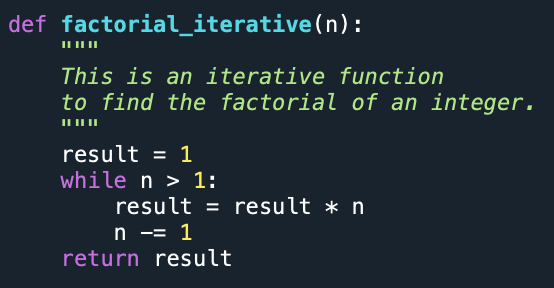 def factorial_iterative(n):
    """
    This is an iterative function
    to find the factorial of an integer.
    """
    result = 1
    while n > 1:
        result = result * n
        n -= 1
    return result